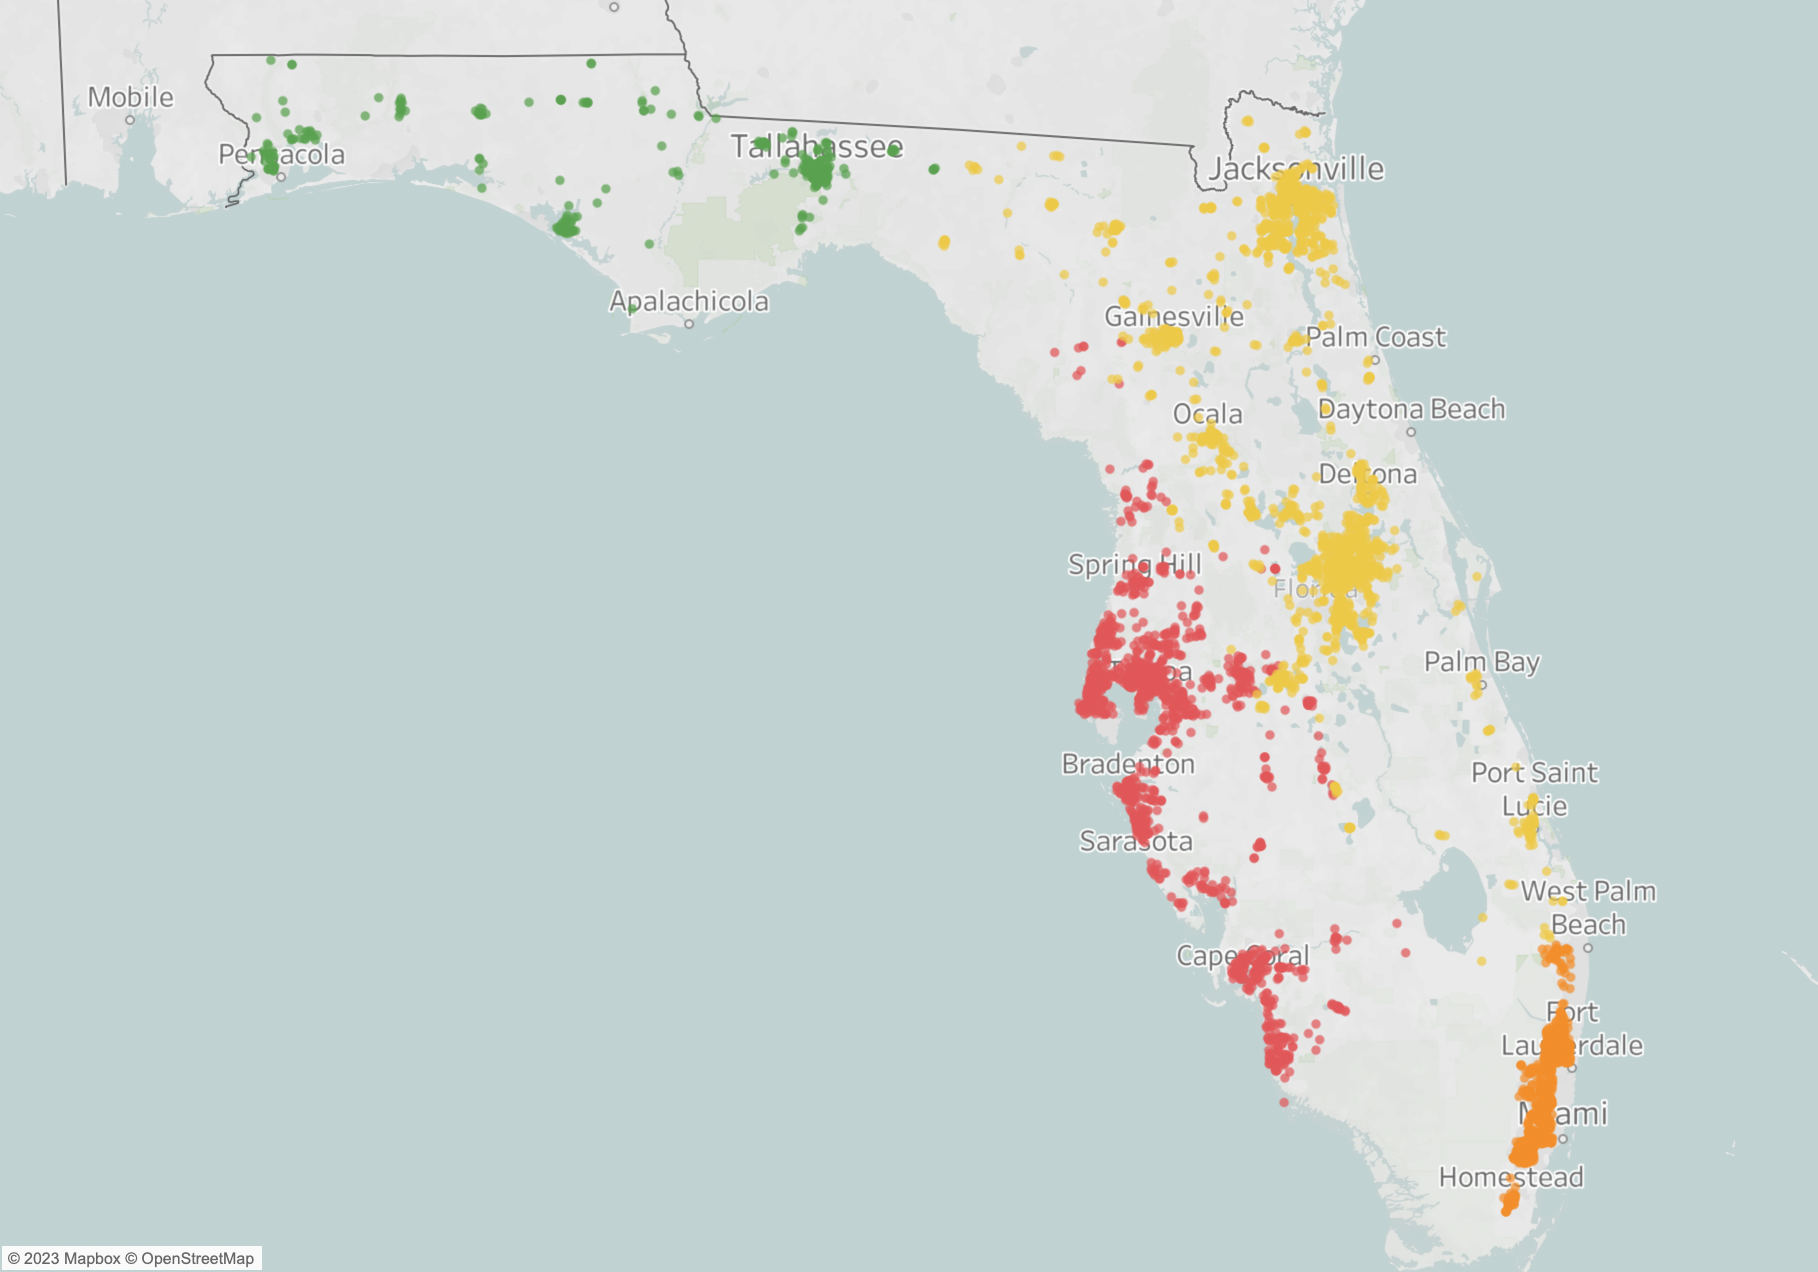 Mobile
Pensacola
Tallahassee
Jacksonville
Apalachicola
Gainesville
Palm Coast
Ocala
Daytona Beach
Deltona
Spring Hill
Florida
Tampa
Palm Bay
Bradenton
Port Saint
Lucie
Sarasota
West Palm
Beach
Cape Coral
Fort
Lauderdale
Miami
Homestead
© 2023 Mapbox © OpenStreetMap